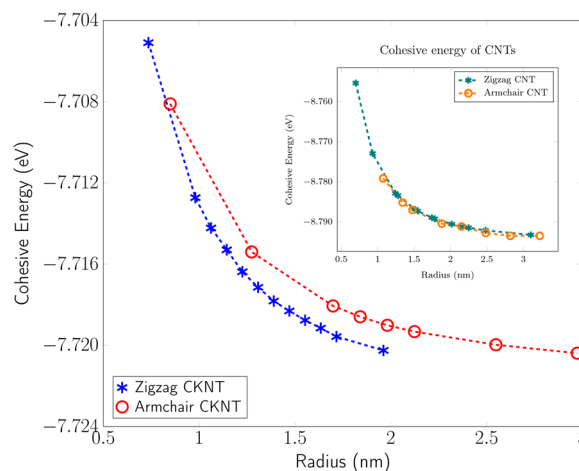 −7.704
−7.708
−7.712
−7.716
−7.720
−7.724
Cohesive Energy (eV)
0.5 1 1.5 2 2.5 3
Radius (nm)
Zigzag CKNT
Armchair CKNT
Cohesive energy of CNTs
Zigzag CNT
Armchair CNT
−8.760
−8.770
−8.780
−8.790
Cohesive Energy (eV)
0.5 1 1.5 2 2.5 3
Radius (nm)